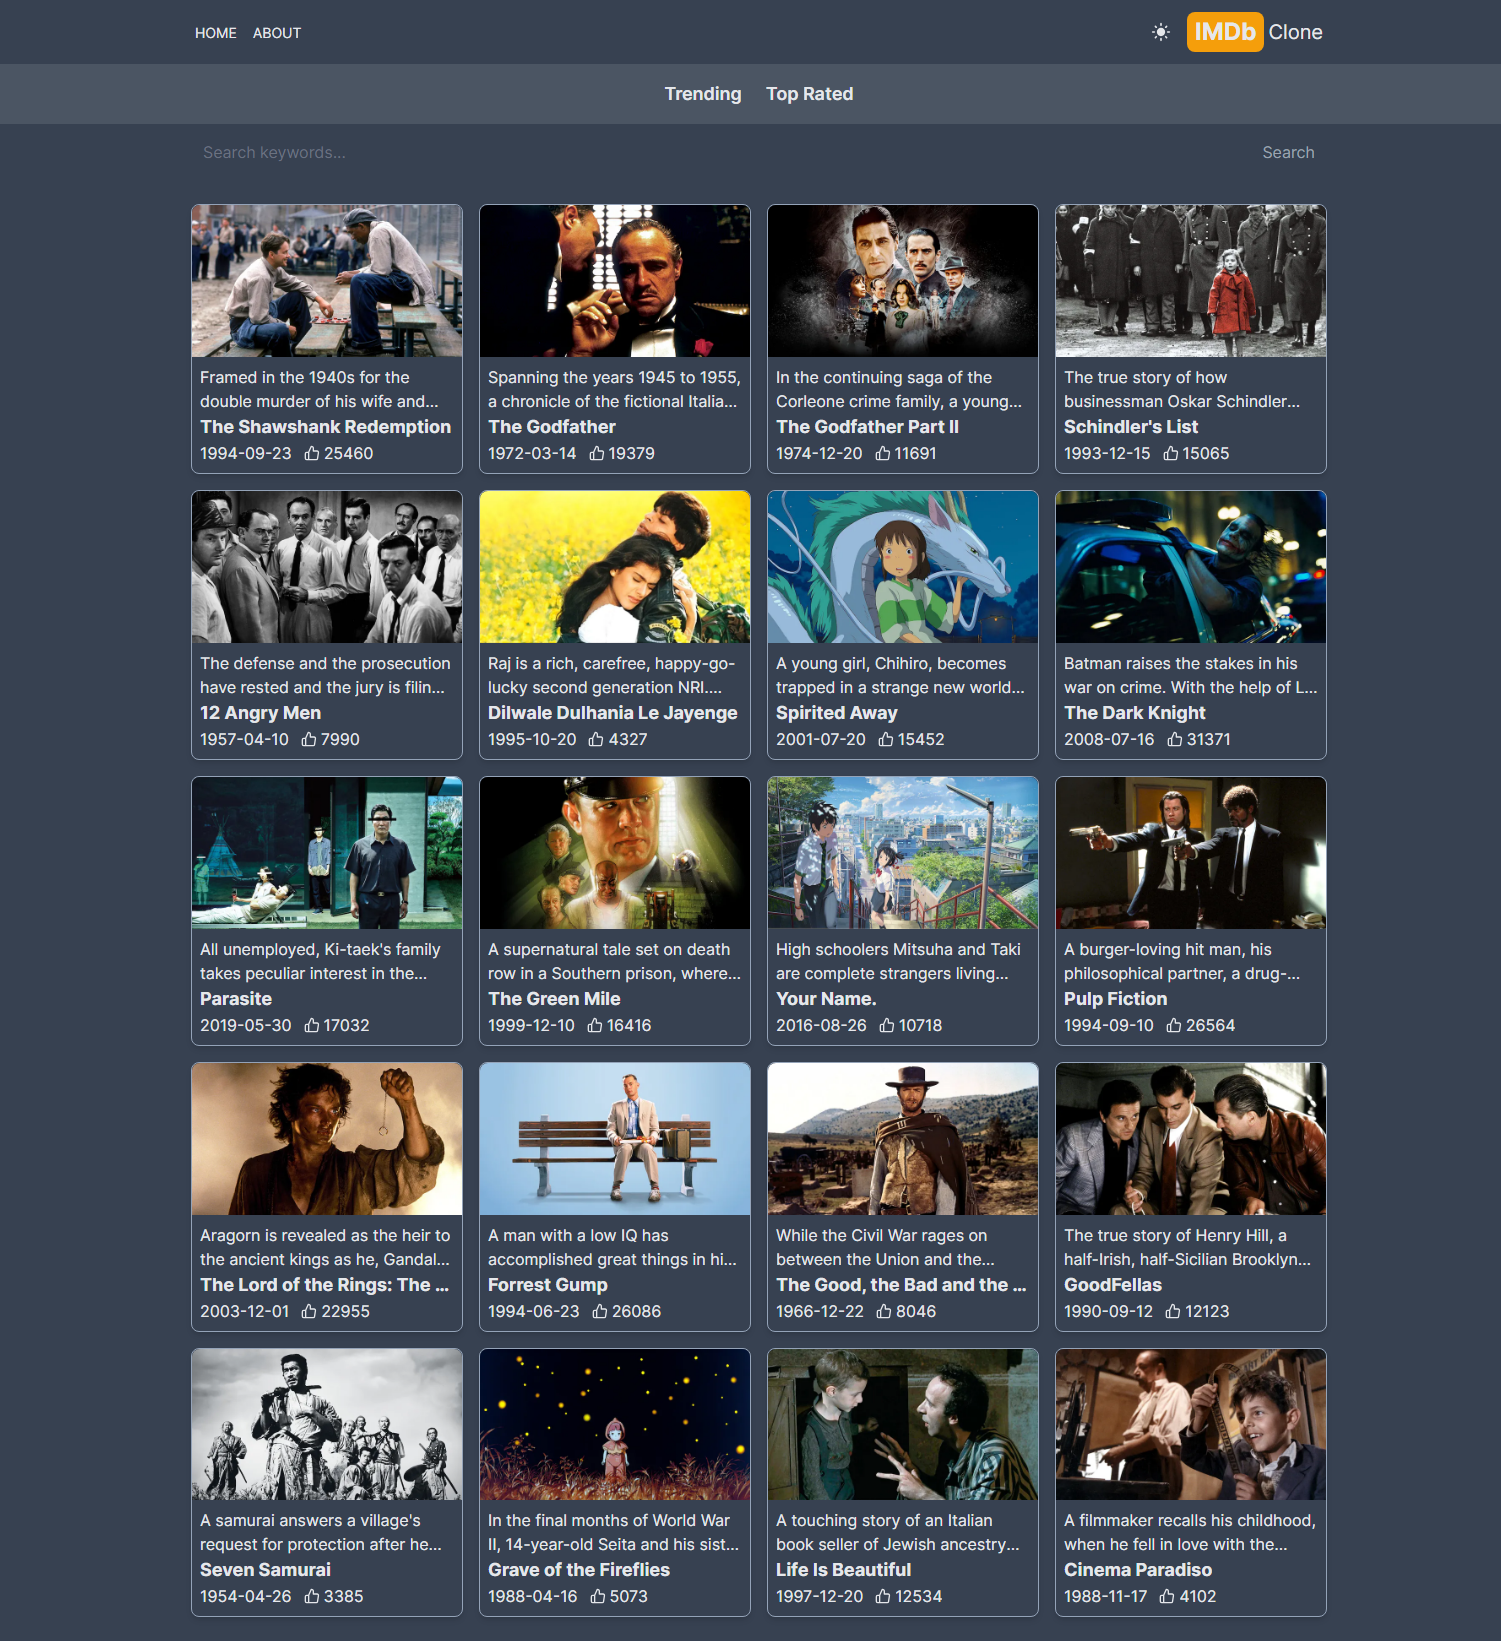 HOME ABOUT IMDb Clone
Trending Top Rated
Search keywords... Search
Framed in the 1940s for the
double murder of his wife and...
The Shawshank Redemption
1994-09-23 25460
Spanning the years 1945 to 1955,
a chronicle of the fictional Italia...
The Godfather
1972-03-14 19379
In the continuing saga of the
Corleone crime family, a young...
The Godfather Part II
1974-12-20 11691
The true story of how
businessman Oskar Schindler...
Schindler's List
1993-12-15 15065
The defense and the prosecution
have rested and the jury is filin...
12 Angry Men
1957-04-10 7990
Raj is a rich, carefree, happy-go-
lucky second generation NRI....
Dilwale Dulhania Le Jayenge
1995-10-20 4327
A young girl, Chihiro, becomes
trapped in a strange new world...
Spirited Away
2001-07-20 15452
Batman raises the stakes in his
war on crime. With the help of L...
The Dark Knight
2008-07-16 31371
All unemployed, Ki-taek's family
takes peculiar interest in the...
Parasite
2019-05-30 17032
A supernatural tale set on death
row in a Southern prison, where...
The Green Mile
1999-12-10 16416
High schoolers Mitsuha and Taki
are complete strangers living...
Your Name.
2016-08-26 10718
A burger-loving hit man, his
philosophical partner, a drug-...
Pulp Fiction
1994-09-10 26564
Aragorn is revealed as the heir to
the ancient kings as he, Gandal...
The Lord of the Rings: The ...
2003-12-01 22955
A man with a low IQ has
accomplished great things in hi...
Forrest Gump
1994-06-23 26086
While the Civil War rages on
between the Union and the...
The Good, the Bad and the ...
1966-12-22 8046
The true story of Henry Hill, a
half-Irish, half-Sicilian Brooklyn...
GoodFellas
1990-09-12 12123
A samurai answers a village's
request for protection after he...
Seven Samurai
1954-04-26 3385
In the final months of World War
II, 14-year-old Seita and his sist...
Grave of the Fireflies
1988-04-16 5073
A touching story of an Italian
book seller of Jewish ancestry...
Life Is Beautiful
1997-12-20 12534
A filmmaker recalls his childhood,
when he fell in love with the...
Cinema Paradiso
1988-11-17 4102